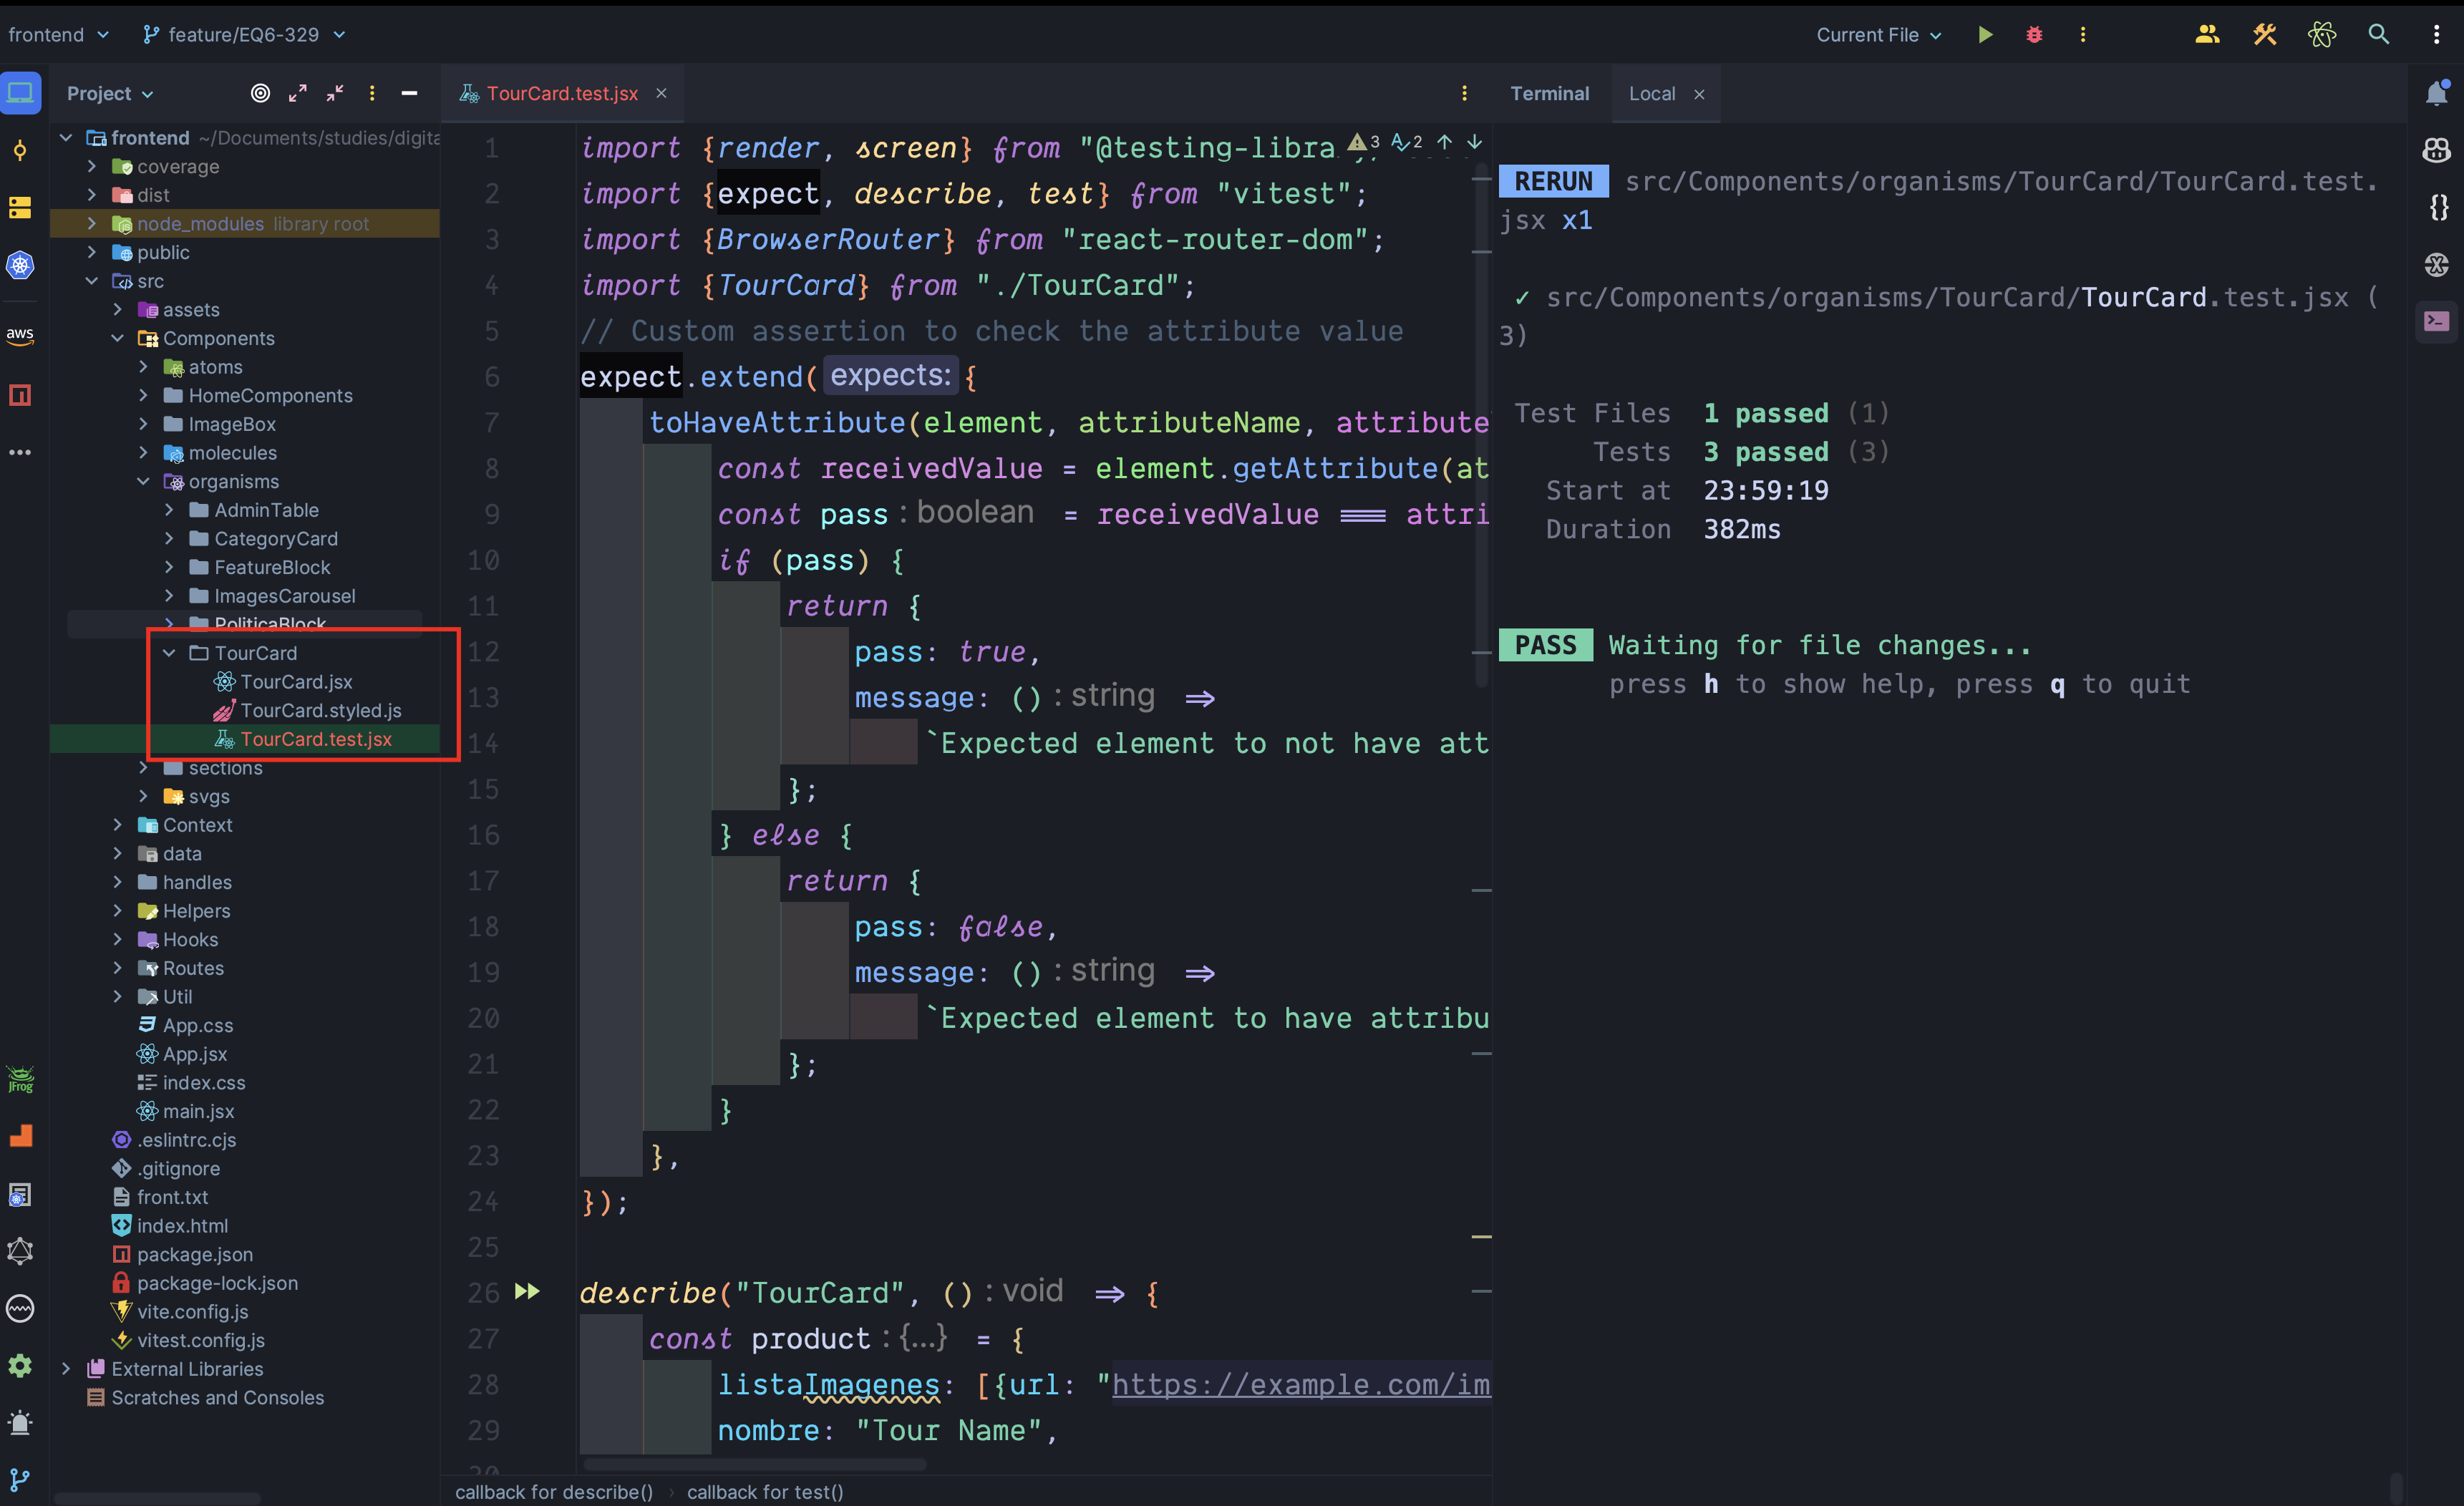 frontend
feature/EQ6-329
Current File
Project
TourCard.test.jsx
Terminal
Local
frontend ~/Documents/studies/digita
coverage
dist
node_modules library root
public
src
assets
Components
atoms
HomeComponents
ImageBox
molecules
organisms
AdminTable
CategoryCard
FeatureBlock
ImagesCarousel
PoliticaBlock
TourCard
TourCard.jsx
TourCard.styled.js
TourCard.test.jsx
sections
svgs
Context
data
handles
Helpers
Hooks
Routes
Util
App.css
App.jsx
index.css
main.jsx
.eslintrc.cjs
.gitignore
front.txt
index.html
package.json
package-lock.json
vite.config.js
vitest.config.js
External Libraries
Scratches and Consoles
aws
JFrog
3 2
1 import {render, screen} from "@testing-libra
2 import {expect, describe, test} from "vitest";
3 import {BrowserRouter} from "react-router-dom";
4 import {TourCard} from "./TourCard";
5 // Custom assertion to check the attribute value
6 expect.extend( expects: {
7 toHaveAttribute(element, attributeName, attribute
8 const receivedValue = element.getAttribute(at
9 const pass : boolean = receivedValue === attri
10 if (pass) {
11 return {
12 pass: true,
13 message: () : string =>
14 `Expected element to not have att
15 };
16 } else {
17 return {
18 pass: false,
19 message: () : string =>
20 `Expected element to have attribu
21 };
22 }
23 },
24 });
25
26 describe("TourCard", () : void => {
27 const product : {...} = {
28 listaImagenes: [{url: "https://example.com/im
29 nombre: "Tour Name",
callback for describe() › callback for test()
RERUN src/Components/organisms/TourCard/TourCard.test.
jsx x1
✓ src/Components/organisms/TourCard/TourCard.test.jsx (
3)
Test Files 1 passed (1)
Tests 3 passed (3)
Start at 23:59:19
Duration 382ms
PASS Waiting for file changes...
press h to show help, press q to quit